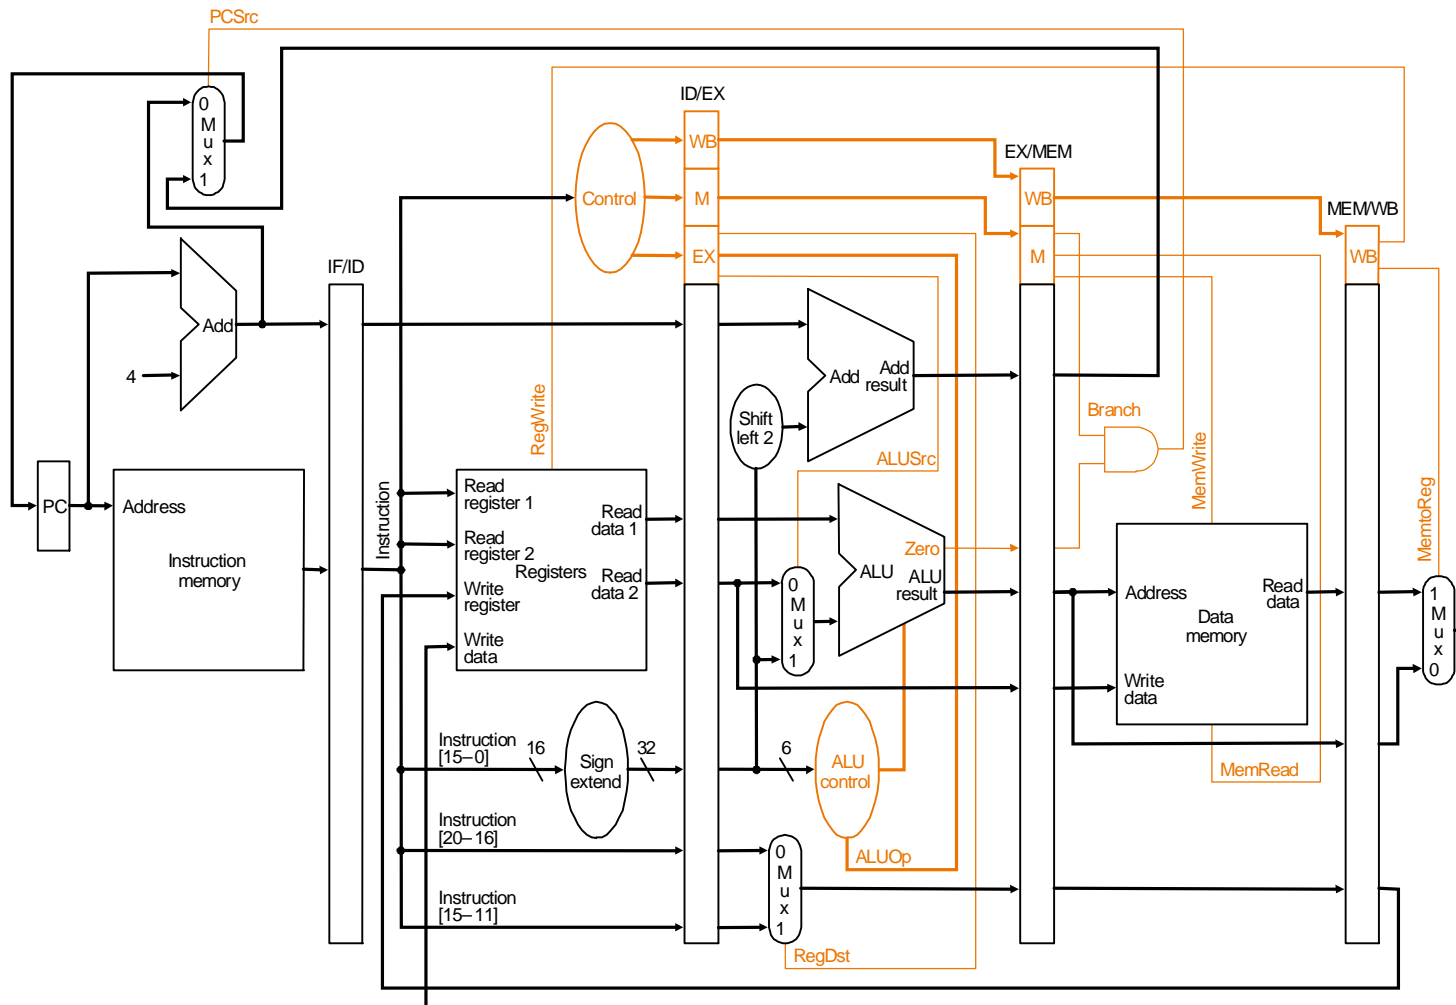 PCSrc
ID/EX
0
M
u
x
1
WB
EX/MEM
Control
M
WB
MEM/WB
IF/ID
EX
M
WB
Add
4
Add
Add
result
Shift
left 2
Branch
RegWrite
ALUSrc
MemWrite
MemtoReg
PC
Address
Instruction
memory
Instruction
Read
register 1
Read
register 2
Write
register
Write
data
Registers
Read
data 1
Read
data 2
0
M
u
x
1
Zero
ALU
ALU
result
Address
Read
data
Data
memory
Write
data
1
M
u
x
0
Instruction
[15–0]
16
Sign
extend
32
6
ALU
control
MemRead
Instruction
[20–16]
0
M
u
x
1
ALUOp
Instruction
[15–11]
RegDst